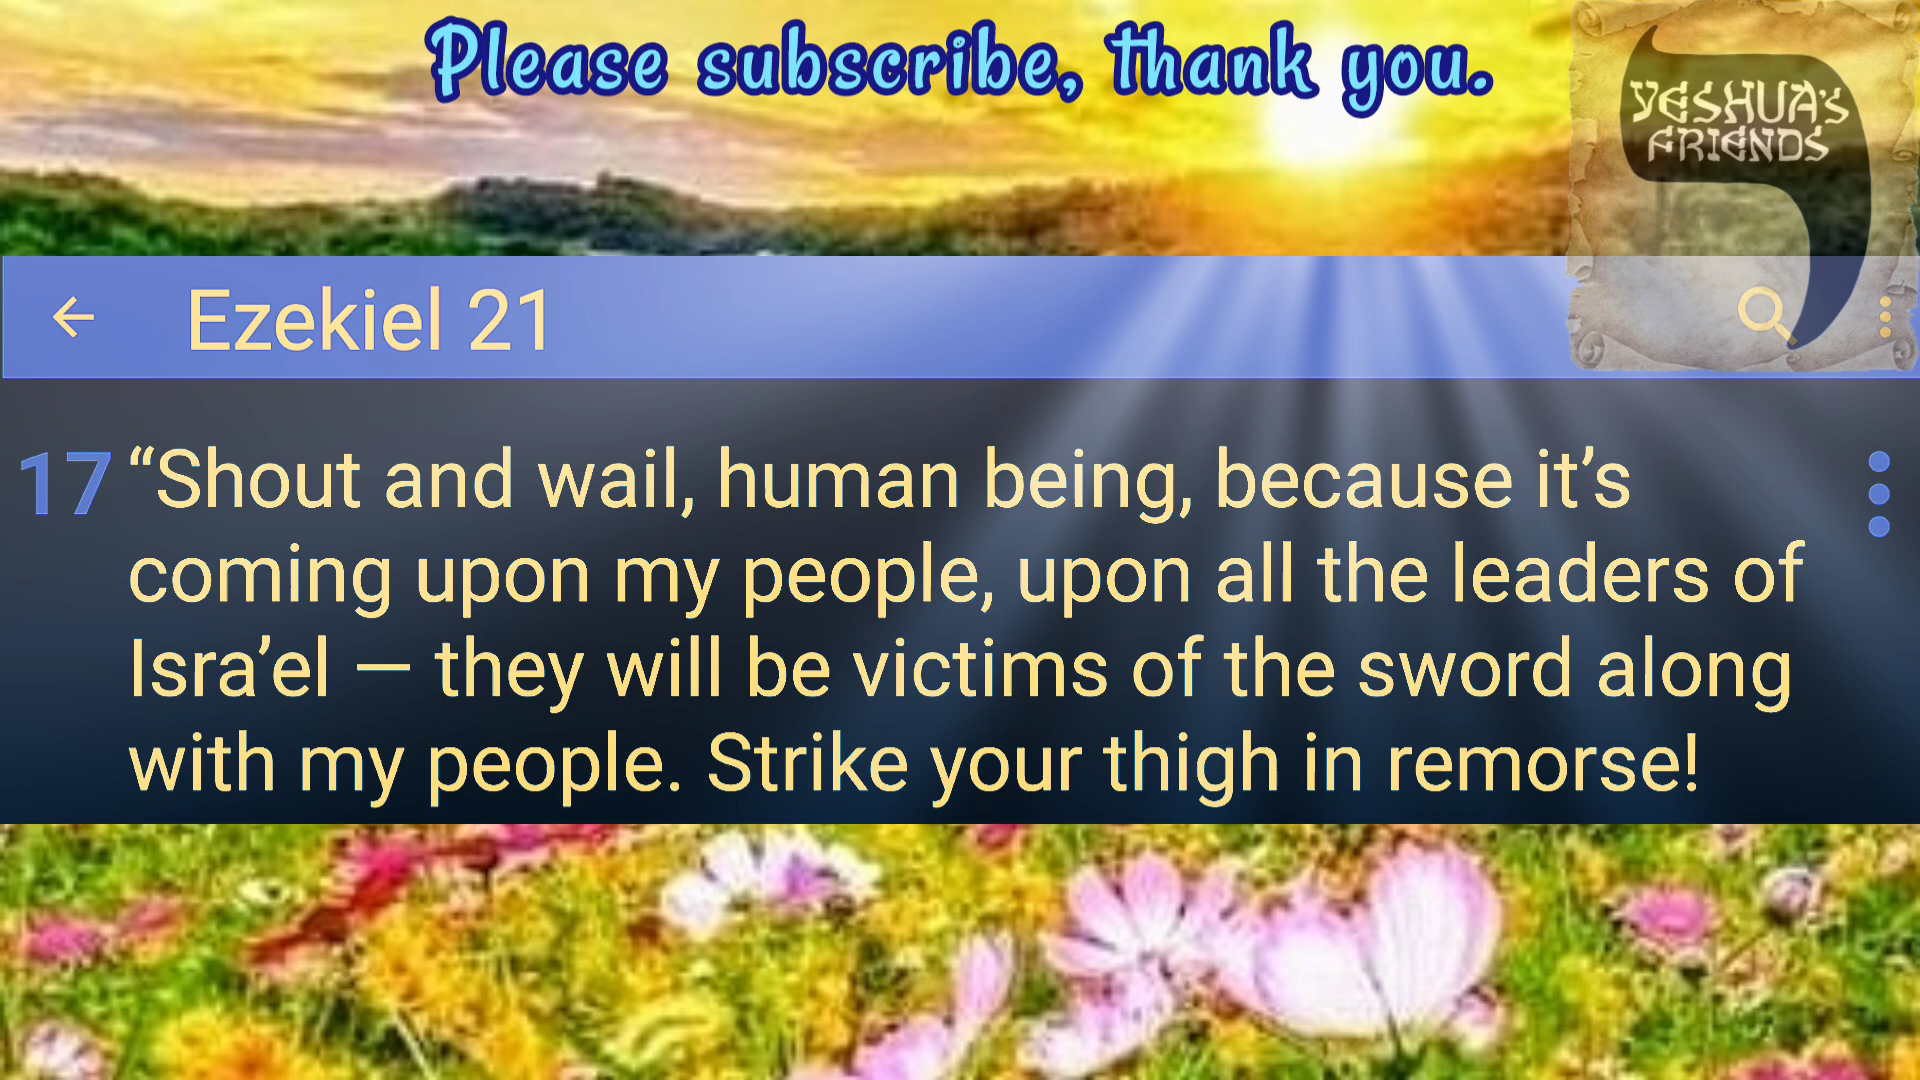 Please subscribe, thank you.
YESHUA'S
FRIENDS
Ezekiel 21
17 “Shout and wail, human being, because it’s
coming upon my people, upon all the leaders of
Isra’el — they will be victims of the sword along
with my people. Strike your thigh in remorse!